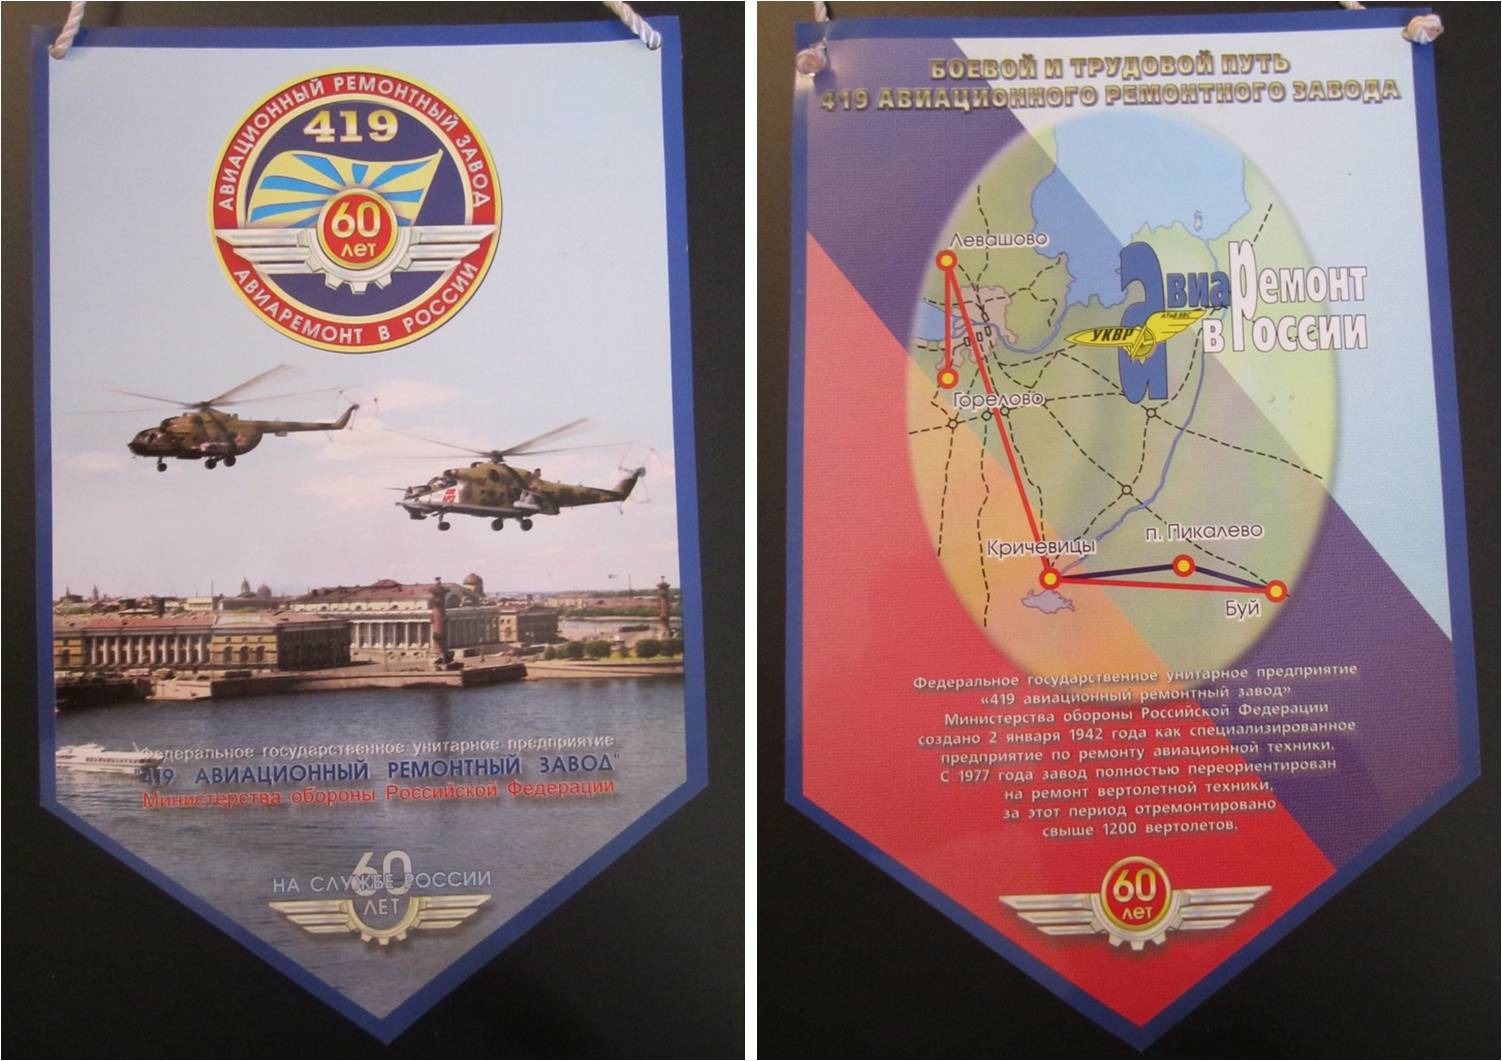 АВИАЦИОННЫЙ РЕМОНТНЫЙ ЗАВОД
419
60
лет
АВИАРЕМОНТ В РОССИИ
Федеральное государственное унитарное предприятие
"419 АВИАЦИОННЫЙ РЕМОНТНЫЙ ЗАВОД"
Министерства обороны Российской Федерации
60
НА СЛУЖБЕ РОССИИ
ЛЕТ
БОЕВОЙ И ТРУДОВОЙ ПУТЬ
419 АВИАЦИОННОГО РЕМОНТНОГО ЗАВОДА
Левашово
авиаРемонт
в России
АТиВ ВВС
УКВР
Горелово
Кричевицы
п. Пикалево
Буй
Федеральное государственное унитарное предприятие
«419 авиационный ремонтный завод»
Министерства обороны Российской Федерации
создано 2 января 1942 года как специализированное
предприятие по ремонту авиационной техники.
С 1977 года завод полностью переориентирован
на ремонт вертолетной техники,
за этот период отремонтировано
свыше 1200 вертолетов.
60
лет